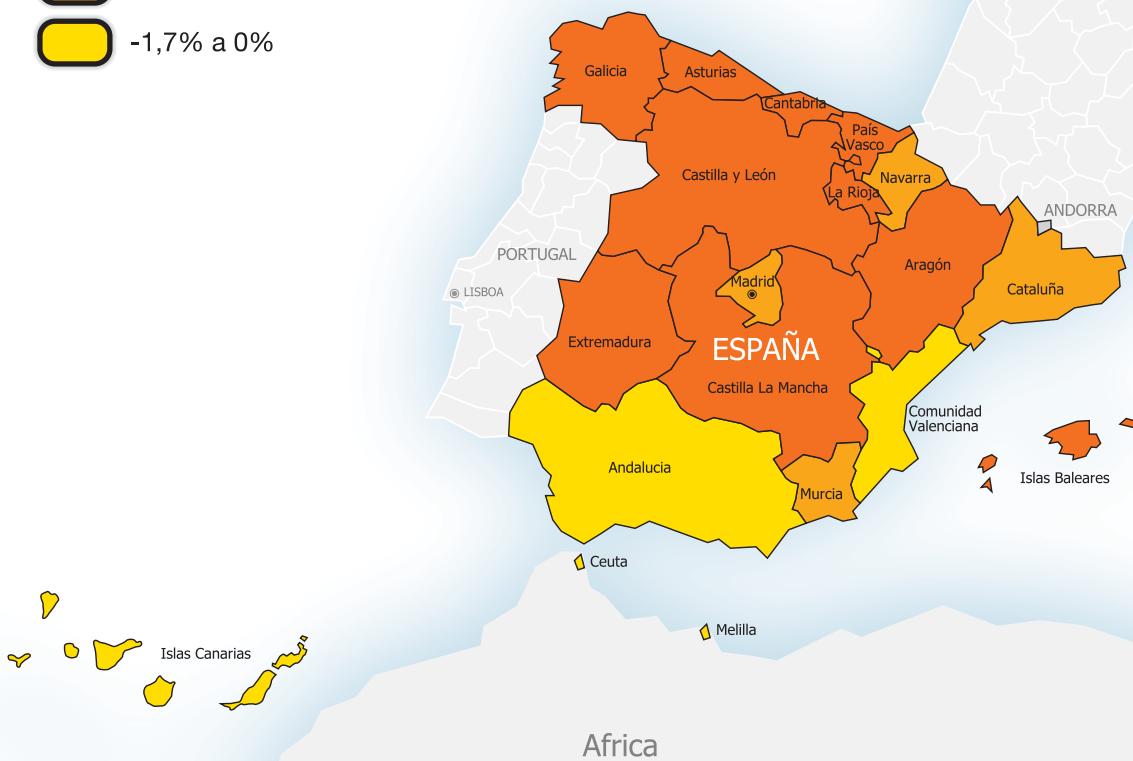 -1,7% a 0%
Galicia
Asturias
Cantabria
País
Vasco
Navarra
La Rioja
Castilla y León
ANDORRA
PORTUGAL
Aragón
Cataluña
Madrid
LISBOA
Extremadura
ESPAÑA
Castilla La Mancha
Comunidad
Valenciana
Andalucia
Murcia
Islas Baleares
Ceuta
Melilla
Islas Canarias
Africa